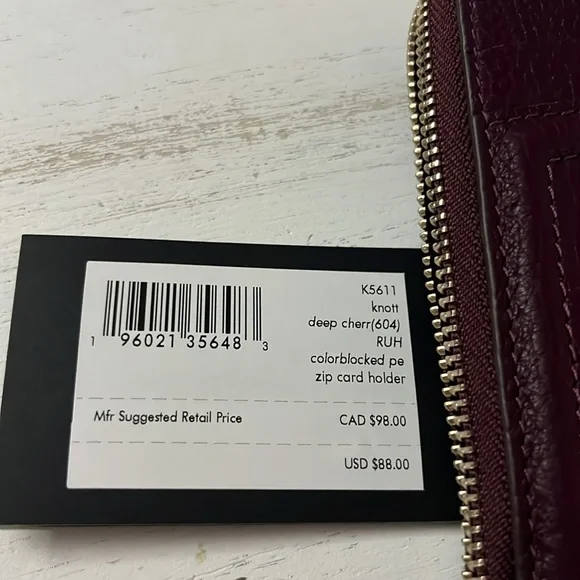 K5611
knott
deep cherr(604)
RUH
colorblocked pe
zip card holder
1 96021 35648 3
Mfr Suggested Retail Price CAD $98.00
USD $88.00